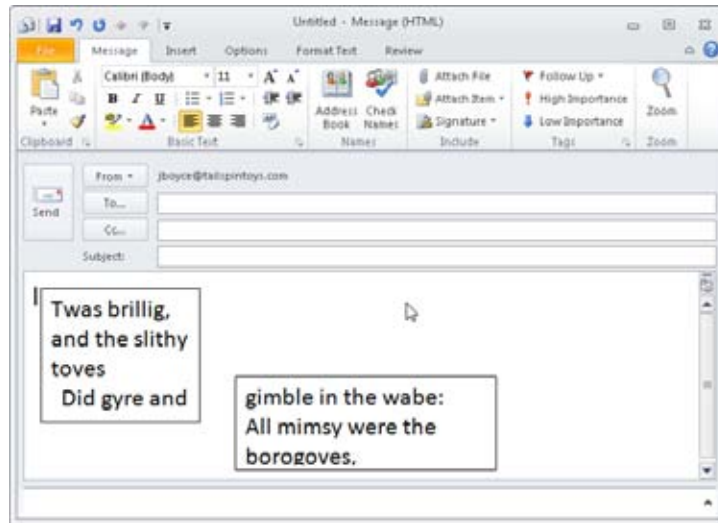 Untitled - Message (HTML)
File Message Insert Options Format Text Review
Paste
Calibri (Body) 11 A A
B I U
A
Address Book
Check Names
Attach File
Attach Item
Signature
Follow Up
High Importance
Low Importance
Zoom
Clipboard Basic Text Names Include Tags Zoom
Send
From jboyce@tailspintoys.com
To...
Cc...
Subject:
Twas brillig,
and the slithy
toves
Did gyre and
gimble in the wabe:
All mimsy were the
borogoves,